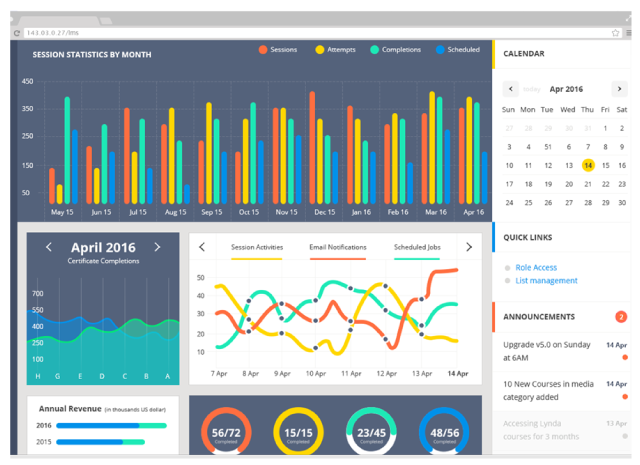 143.03.0.27/lms
SESSION STATISTICS BY MONTH
Sessions
Attempts
Completions
Scheduled
450
350
250
150
50
May 15
Jun 15
Jul 15
Aug 15
Sep 15
Oct 15
Nov 15
Dec 15
Jan 16
Feb 16
Mar 16
Apr 16
CALENDAR
today
Apr 2016
Sun Mon Tue Wed Thu Fri Sat
27 28 29 30 31 1 2
3 4 51 6 7 8 9
10 11 12 13 14 15 16
17 18 19 20 21 22 23
24 25 26 27 28 29 30
QUICK LINKS
Role Access
List management
ANNOUNCEMENTS
2
Upgrade v5.0 on Sunday
at 6AM
14 Apr
10 New Courses in media
category added
14 Apr
Accessing Lynda
courses for 3 months
13 Apr
April 2016
Certificate Completions
700
550
400
250
100
H G E D C B A
Session Activities
Email Notifications
Scheduled Jobs
50
40
30
20
10
7 Apr
8 Apr
9 Apr
10 Apr
11 Apr
12 Apr
13 Apr
14 Apr
Annual Revenue (in thousands US dollar)
2016
2015
56/72
Completed
15/15
Completed
23/45
Completed
48/56
Completed